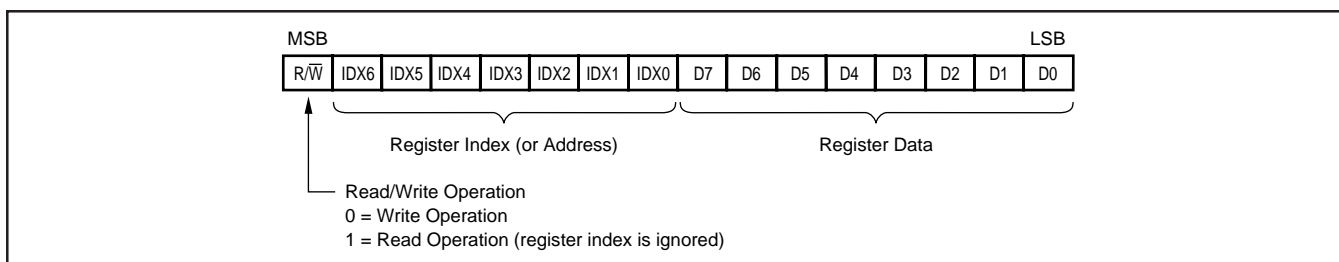 MSB LSB
R/W̅ IDX6 IDX5 IDX4 IDX3 IDX2 IDX1 IDX0 D7 D6 D5 D4 D3 D2 D1 D0
Register Index (or Address) Register Data
Read/Write Operation
0 = Write Operation
1 = Read Operation (register index is ignored)